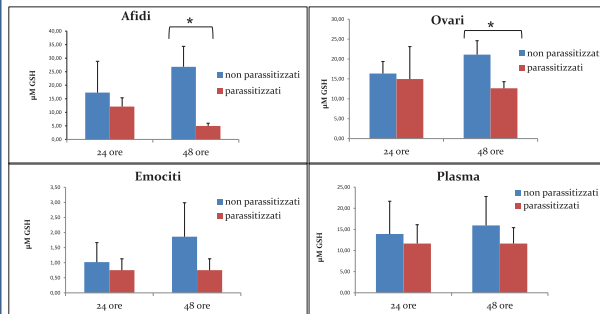 Afidi
*
40,00
35,00
30,00
25,00
20,00
15,00
10,00
5,00
0,00
µM GSH
24 ore
48 ore
non parassitizzati
parassitizzati
Ovari
*
30,00
25,00
20,00
15,00
10,00
5,00
0,00
µM GSH
24 ore
48 ore
non parassitizzati
parassitizzati
Emociti
3,50
3,00
2,50
2,00
1,50
1,00
0,50
0,00
µM GSH
24 ore
48 ore
non parassitizzati
parassitizzati
Plasma
25,00
20,00
15,00
10,00
5,00
0,00
µM GSH
24 ore
48 ore
non parassitizzati
parassitizzati